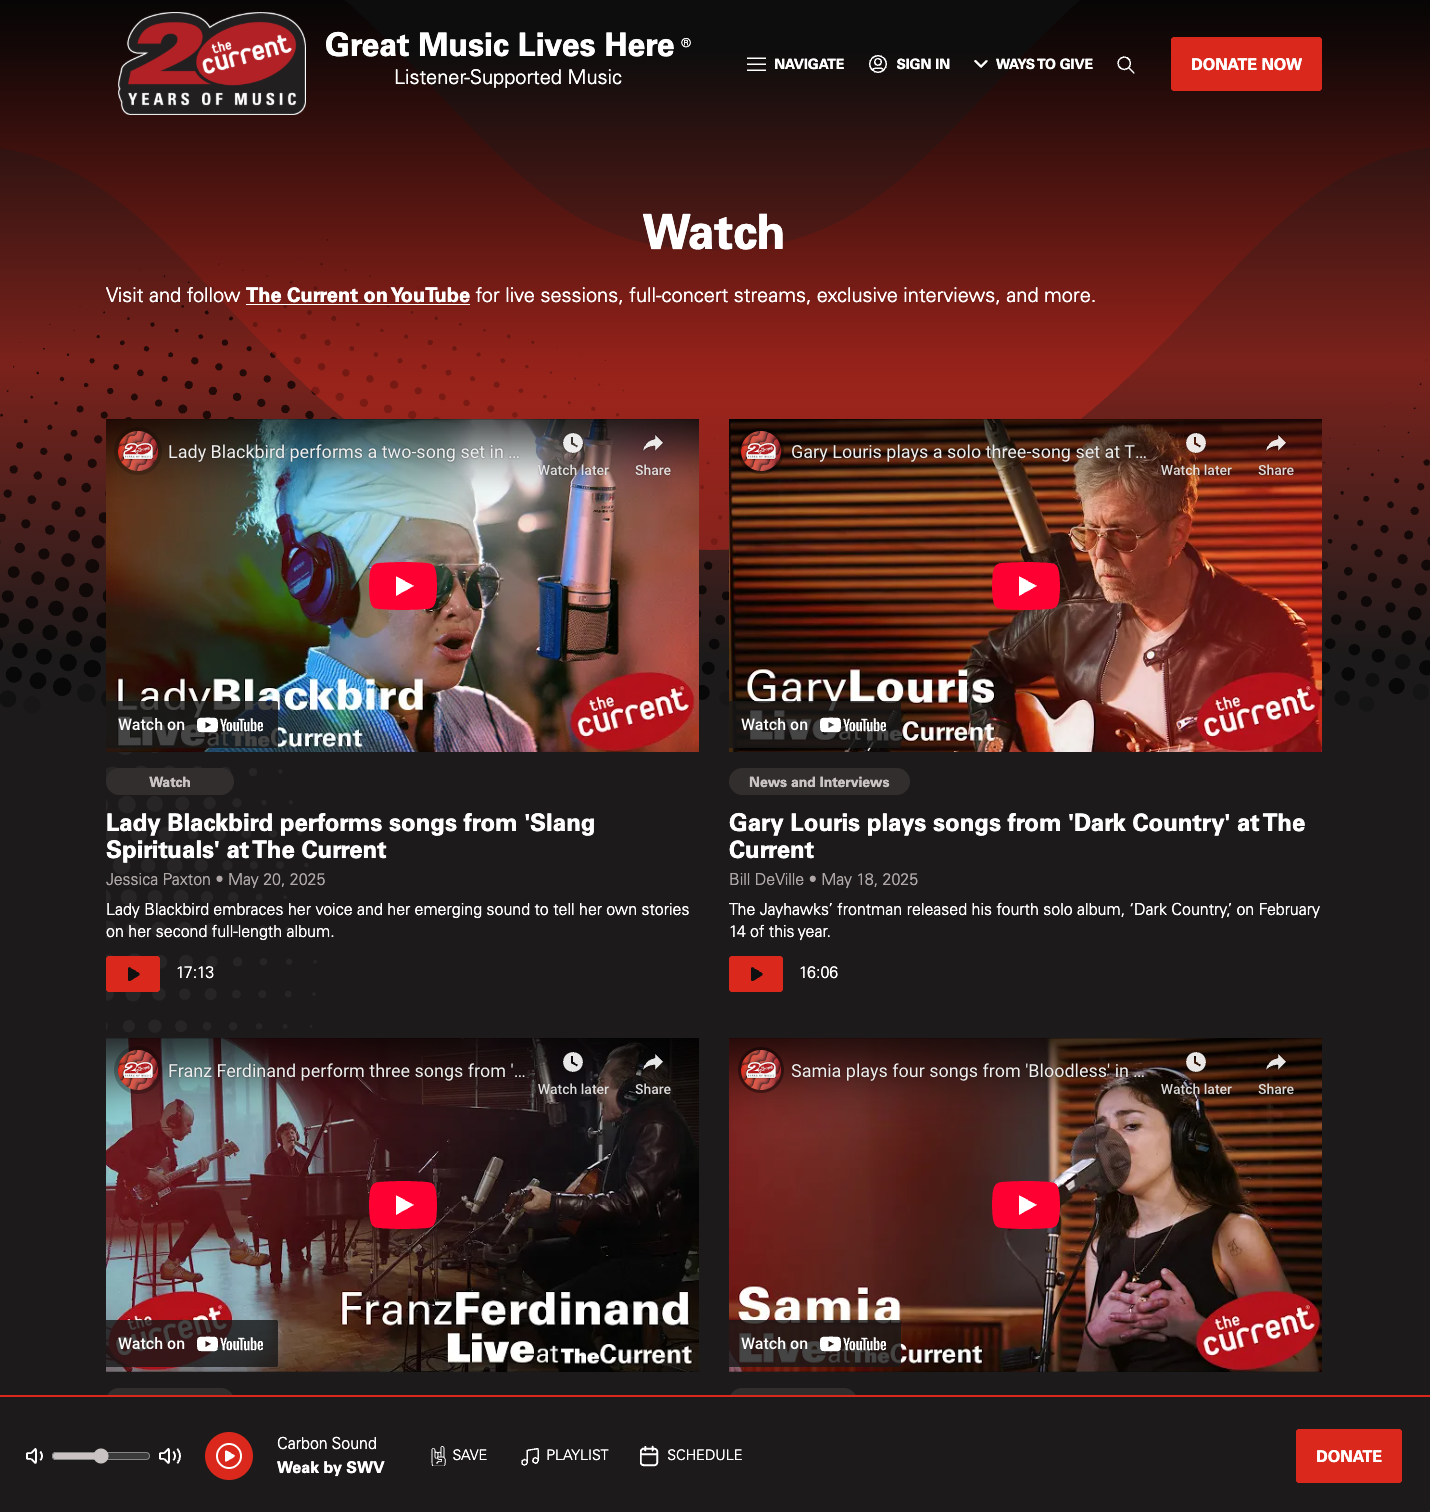 20 the current
YEARS OF MUSIC
Great Music Lives Here ®
Listener-Supported Music
NAVIGATE
SIGN IN
WAYS TO GIVE
DONATE NOW
Watch
Visit and follow The Current on YouTube for live sessions, full-concert streams, exclusive interviews, and more.
Lady Blackbird performs a two-song set in ...
Watch later
Share
LadyBlackbird
Live at TheCurrent
the current
Watch on YouTube
Gary Louris plays a solo three-song set at T...
Watch later
Share
GaryLouris
Live at TheCurrent
the current
Watch on YouTube
Watch
Lady Blackbird performs songs from 'Slang
Spirituals' at The Current
Jessica Paxton • May 20, 2025
Lady Blackbird embraces her voice and her emerging sound to tell her own stories
on her second full-length album.
17:13
News and Interviews
Gary Louris plays songs from 'Dark Country' at The
Current
Bill DeVille • May 18, 2025
The Jayhawks’ frontman released his fourth solo album, ‘Dark Country,’ on February
14 of this year.
16:06
Franz Ferdinand perform three songs from '...
Watch later
Share
FranzFerdinand
Live at TheCurrent
the current
Watch on YouTube
Samia plays four songs from 'Bloodless' in ...
Watch later
Share
Samia
Live at TheCurrent
the current
Watch on YouTube
Carbon Sound
Weak by SWV
SAVE
PLAYLIST
SCHEDULE
DONATE